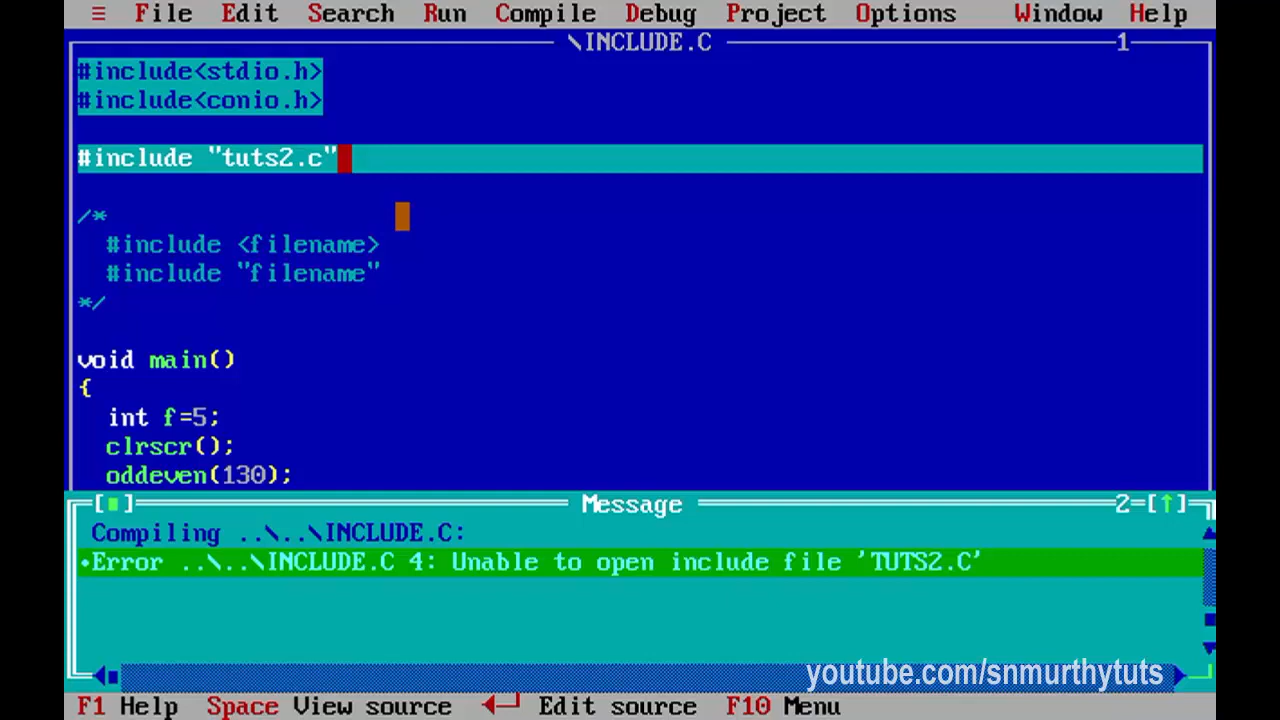 ≡ File Edit Search Run Compile Debug Project Options Window Help
\INCLUDE.C 1
#include<stdio.h>
#include<conio.h>
#include "tuts2.c"
/*
#include <filename>
#include "filename"
*/
void main()
{
int f=5;
clrscr();
oddeven(130);
[■] Message 2=[↑]
Compiling ..\..\INCLUDE.C:
•Error ..\..\INCLUDE.C 4: Unable to open include file 'TUTS2.C'
youtube.com/snmurthytuts
F1 Help Space View source ◄┘ Edit source F10 Menu